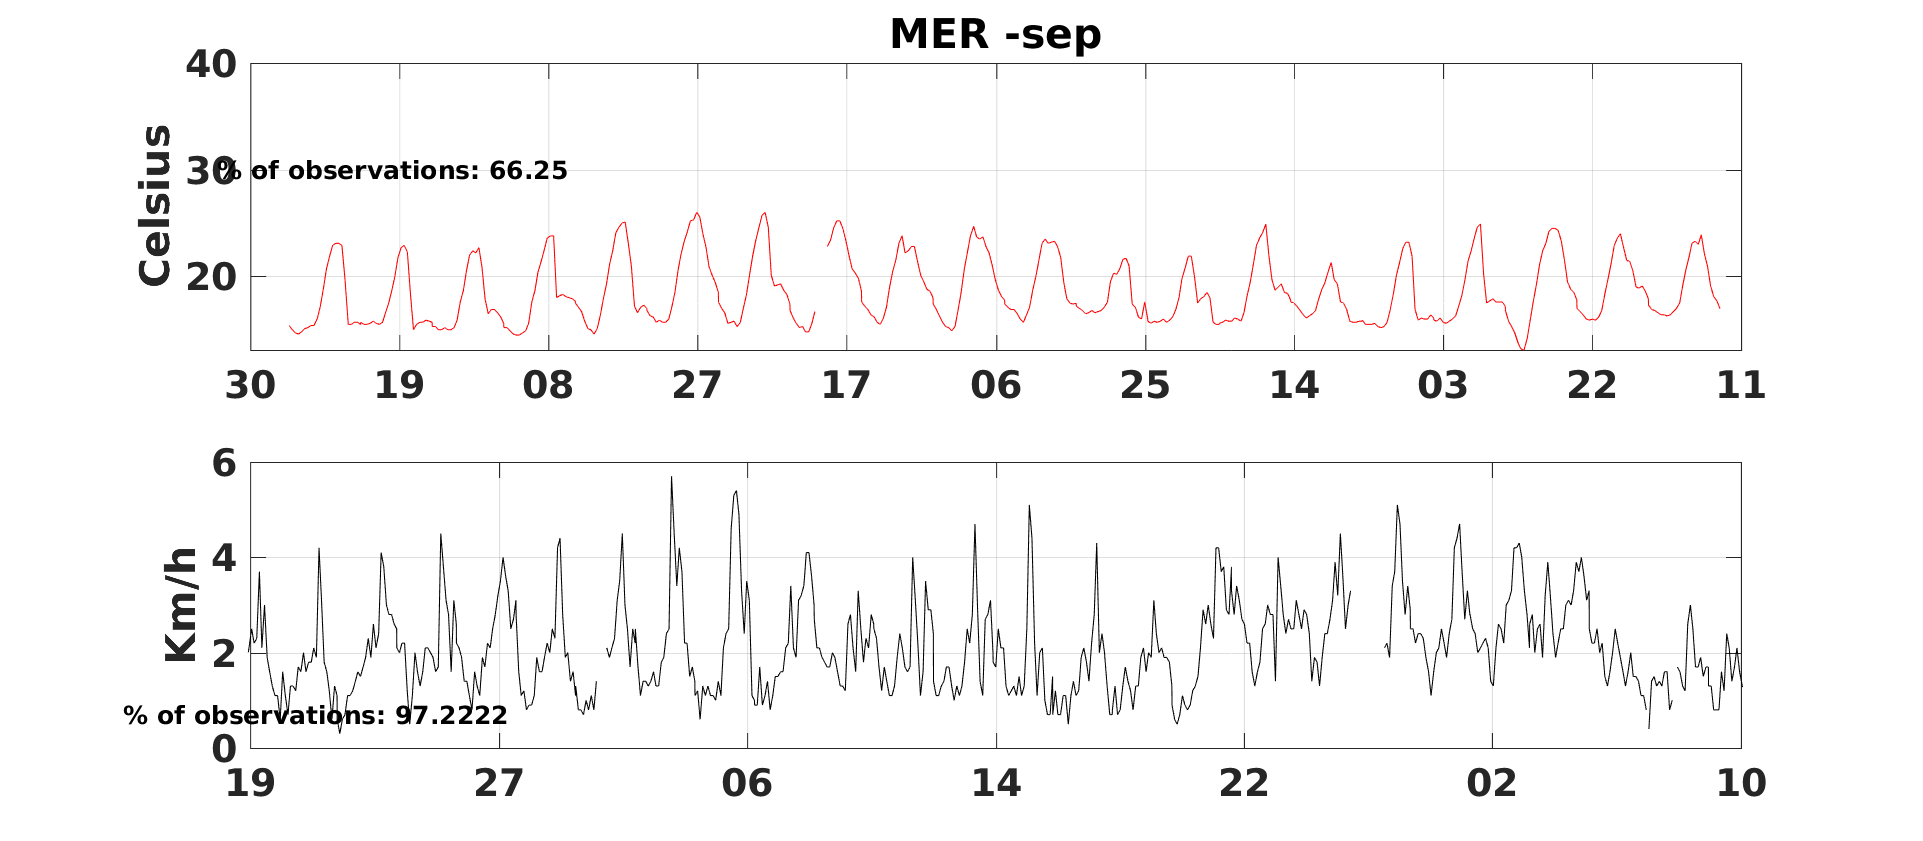 MER -sep
Celsius
40
30
20
% of observations: 66.25
30 19 08 27 17 06 25 14 03 22 11
Km/h
6
4
2
0
% of observations: 97.2222
19 27 06 14 22 02 10